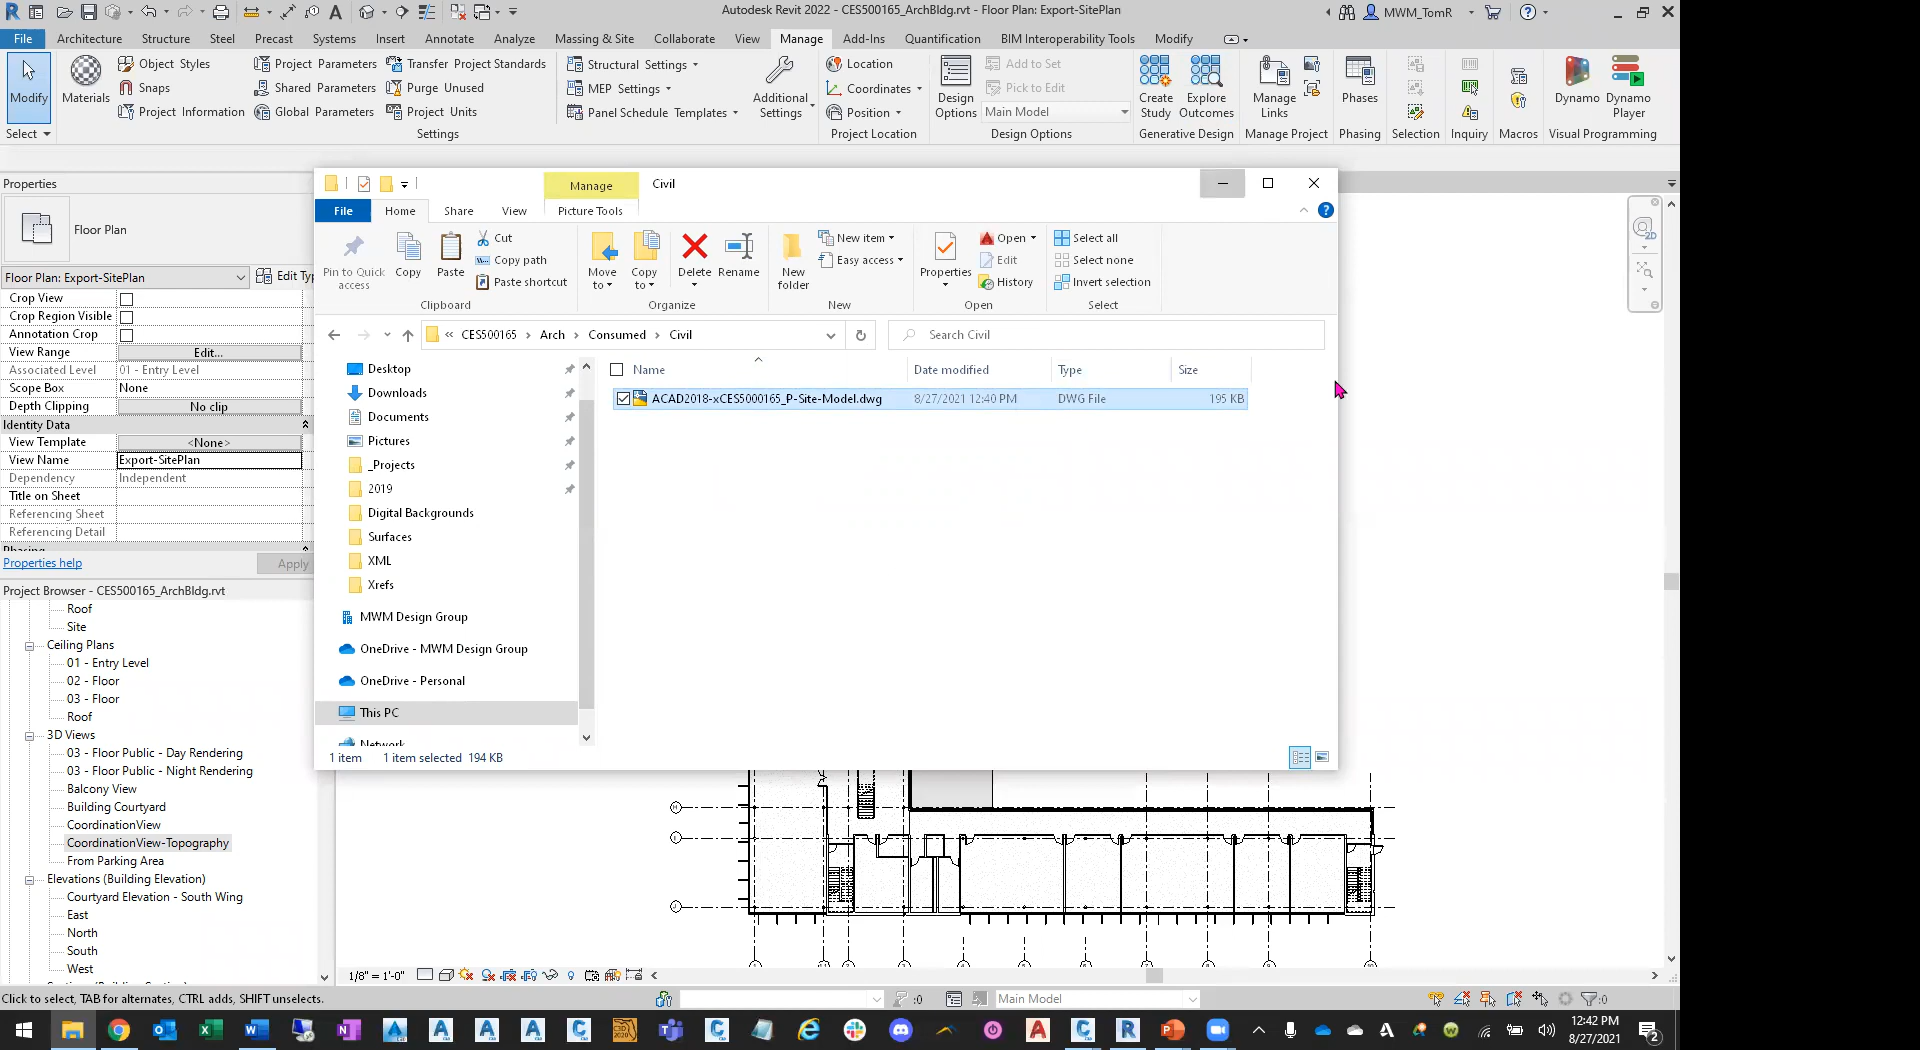 Autodesk Revit 2022 - CES500165_ArchBldg.rvt - Floor Plan: Export-SitePlan
MWM_TomR
File Architecture Structure Steel Precast Systems Insert Annotate Analyze Massing & Site Collaborate View Manage Add-Ins Quantification BIM Interoperability Tools Modify
Modify
Materials
Object Styles
Snaps
Project Information
Project Parameters
Shared Parameters
Global Parameters
Transfer Project Standards
Purge Unused
Project Units
Structural Settings
MEP Settings
Panel Schedule Templates
Additional
Settings
Location
Coordinates
Position
Design
Options
Add to Set
Pick to Edit
Main Model
Create
Study
Explore
Outcomes
Manage
Links
Phases
Dynamo
Dynamo
Player
Select Settings Project Location Design Options Generative Design Manage Project Phasing Selection Inquiry Macros Visual Programming
Properties
Floor Plan
Floor Plan: Export-SitePlan
Edit Typ
Crop View
Crop Region Visible
Annotation Crop
View Range Edit...
Associated Level 01 - Entry Level
Scope Box None
Depth Clipping No clip
Identity Data
View Template <None>
View Name Export-SitePlan
Dependency Independent
Title on Sheet
Referencing Sheet
Referencing Detail
Phasing
Properties help
Apply
Project Browser - CES500165_ArchBldg.rvt
Roof
Site
Ceiling Plans
01 - Entry Level
02 - Floor
03 - Floor
Roof
3D Views
03 - Floor Public - Day Rendering
03 - Floor Public - Night Rendering
Balcony View
Building Courtyard
CoordinationView
CoordinationView-Topography
From Parking Area
Elevations (Building Elevation)
Courtyard Elevation - South Wing
East
North
South
West
Manage
Civil
File Home Share View Picture Tools
Pin to Quick
access
Copy
Paste
Cut
Copy path
Paste shortcut
Clipboard
Move
to
Copy
to
Delete
Rename
Organize
New
folder
New item
Easy access
New
Properties
Open
Edit
History
Open
Select all
Select none
Invert selection
Select
« CES500165 › Arch › Consumed › Civil
Search Civil
Desktop
Downloads
Documents
Pictures
_Projects
2019
Digital Backgrounds
Surfaces
XML
Xrefs
MWM Design Group
OneDrive - MWM Design Group
OneDrive - Personal
This PC
Network
Name Date modified Type Size
ACAD2018-xCES5000165_P-Site-Model.dwg 8/27/2021 12:40 PM DWG File 195 KB
1 item 1 item selected 194 KB
H
J
1/8" = 1'-0"
Click to select, TAB for alternates, CTRL adds, SHIFT unselects.
:0
Main Model
:0
12:42 PM
8/27/2021
2